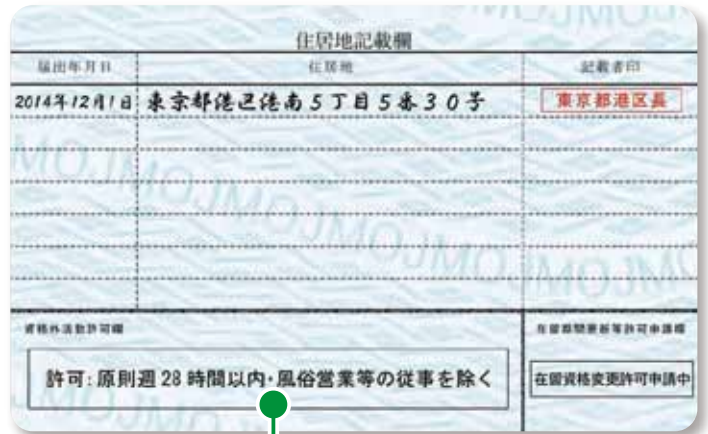 住居地記載欄
届出年月日 住居地 記載者印
2014年12月1日 東京都港区港南5丁目5番30号 東京都港区長
MOJMOJMOJMOJMO
資格外活動許可欄 在留期間更新等許可申請欄
許可:原則週28時間以内・風俗営業等の従事を除く 在留資格変更許可申請中